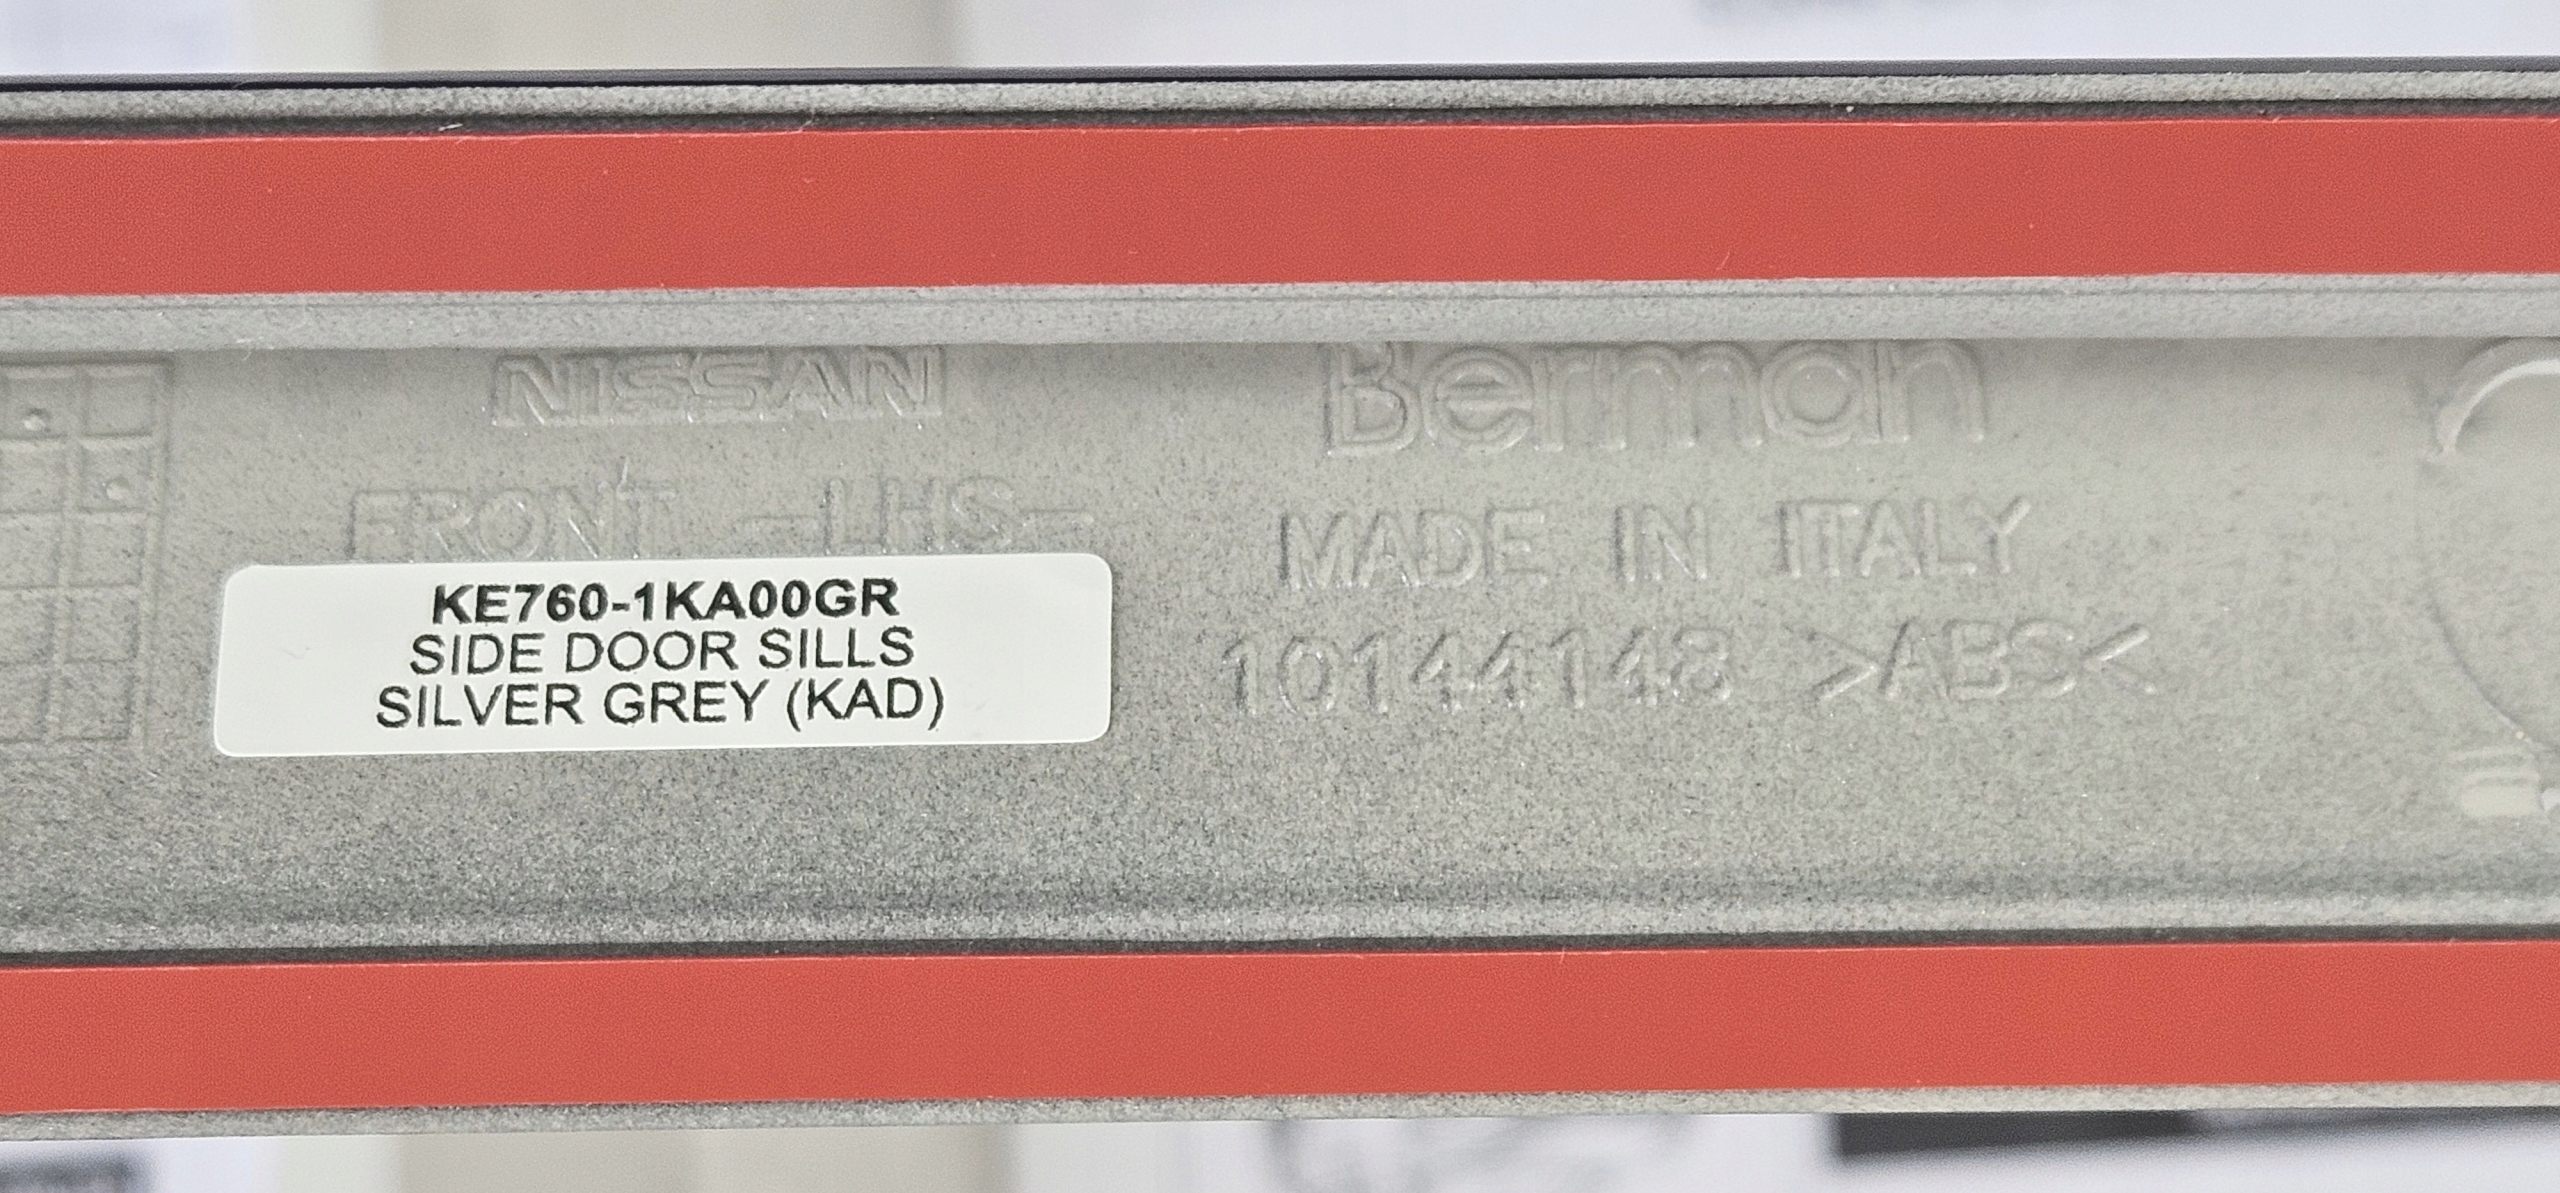 NISSAN
FRONT -LHS-
KE760-1KA00GR
SIDE DOOR SILLS
SILVER GREY (KAD)
Berman
MADE IN ITALY
10144148 >ABS<